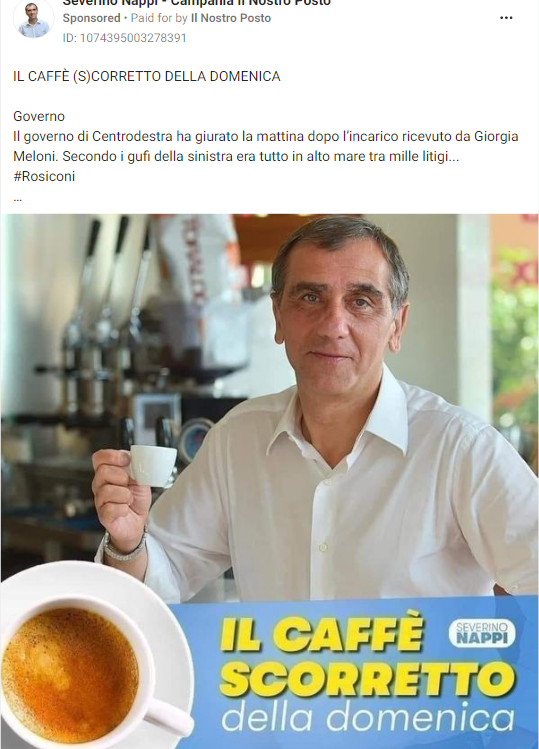 Severino Nappi - Campania Il Nostro Posto
Sponsored • Paid for by Il Nostro Posto
ID: 1074395003278391
IL CAFFÈ (S)CORRETTO DELLA DOMENICA
Governo
Il governo di Centrodestra ha giurato la mattina dopo l'incarico ricevuto da Giorgia
Meloni. Secondo i gufi della sinistra era tutto in alto mare tra mille litigi...
#Rosiconi
...
IL CAFFÈ
SEVERINO
NAPPI
SCORRETTO
della domenica